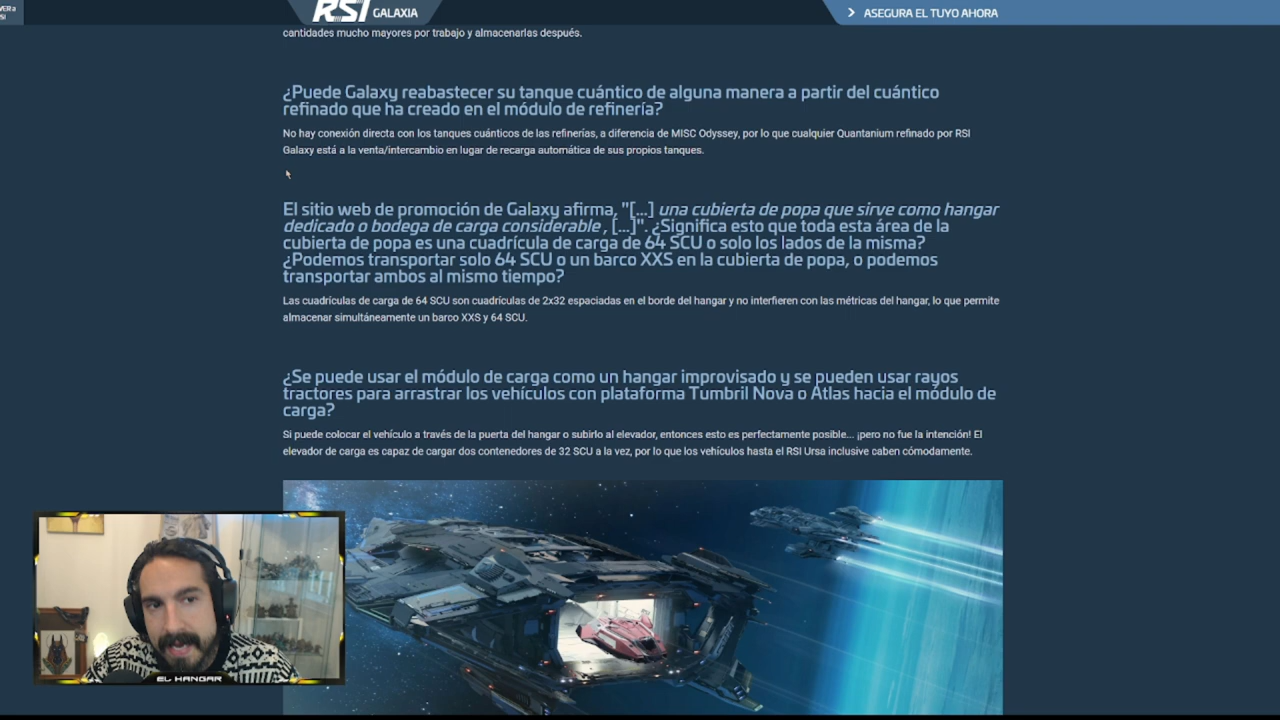 VER a
SI
RSI GALAXIA
ASEGURA EL TUYO AHORA
cantidades mucho mayores por trabajo y almacenarlas después.
¿Puede Galaxy reabastecer su tanque cuántico de alguna manera a partir del cuántico
refinado que ha creado en el módulo de refinería?
No hay conexión directa con los tanques cuánticos de las refinerías, a diferencia de MISC Odyssey, por lo que cualquier Quantanium refinado por RSI
Galaxy está a la venta/intercambio en lugar de recarga automática de sus propios tanques.
El sitio web de promoción de Galaxy afirma, "[...] una cubierta de popa que sirve como hangar
dedicado o bodega de carga considerable , [...]". ¿Significa esto que toda esta área de la
cubierta de popa es una cuadrícula de carga de 64 SCU o solo los lados de la misma?
¿Podemos transportar solo 64 SCU o un barco XXS en la cubierta de popa, o podemos
transportar ambos al mismo tiempo?
Las cuadrículas de carga de 64 SCU son cuadrículas de 2x32 espaciadas en el borde del hangar y no interfieren con las métricas del hangar, lo que permite
almacenar simultáneamente un barco XXS y 64 SCU.
¿Se puede usar el módulo de carga como un hangar improvisado y se pueden usar rayos
tractores para arrastrar los vehículos con plataforma Tumbril Nova o Atlas hacia el módulo de
carga?
Si puede colocar el vehículo a través de la puerta del hangar o subirlo al elevador, entonces esto es perfectamente posible... ¡pero no fue la intención! El
elevador de carga es capaz de cargar dos contenedores de 32 SCU a la vez, por lo que los vehículos hasta el RSI Ursa inclusive caben cómodamente.
EL HANGAR